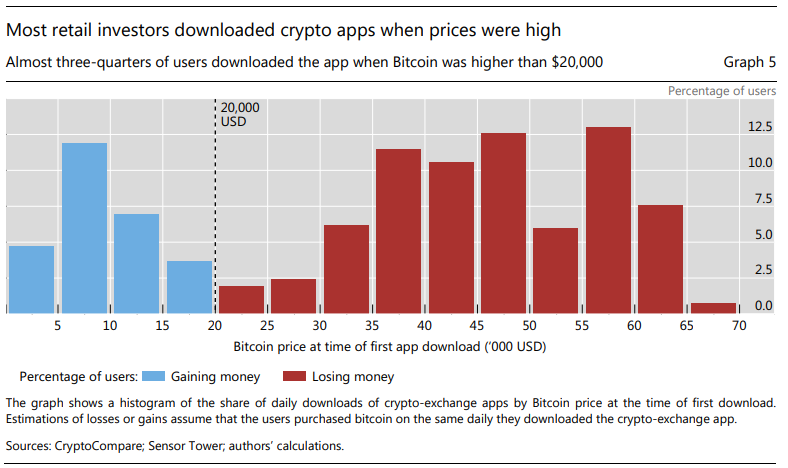 Most retail investors downloaded crypto apps when prices were high
Almost three-quarters of users downloaded the app when Bitcoin was higher than $20,000 Graph 5
Percentage of users
20,000
USD
12.5
10.0
7.5
5.0
2.5
0.0
5 10 15 20 25 30 35 40 45 50 55 60 65 70
Bitcoin price at time of first app download (’000 USD)
Percentage of users: Gaining money Losing money
The graph shows a histogram of the share of daily downloads of crypto-exchange apps by Bitcoin price at the time of first download.
Estimations of losses or gains assume that the users purchased bitcoin on the same daily they downloaded the crypto-exchange app.
Sources: CryptoCompare; Sensor Tower; authors’ calculations.